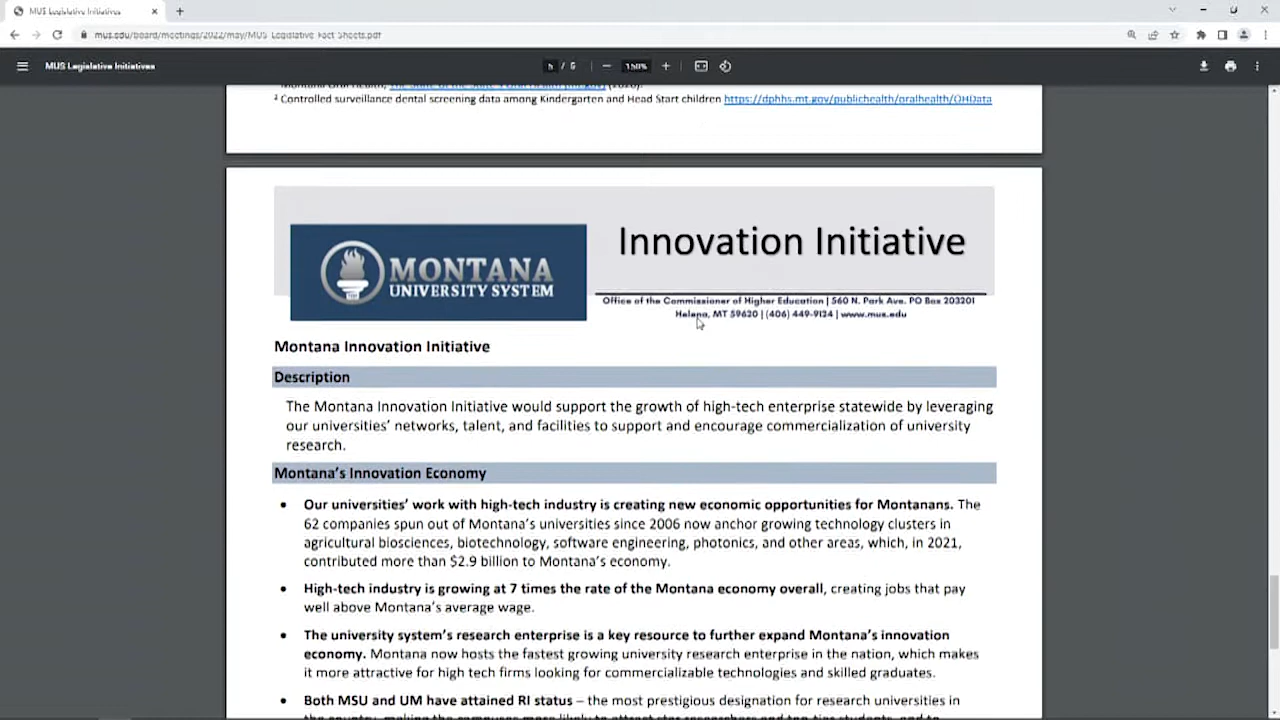 MUS Legislative Initiatives
mus.edu/board/meetings/2022/may/MUS Legislative Fact Sheets.pdf
MUS Legislative Initiatives
5 / 6
150%
² Controlled surveillance dental screening data among Kindergarten and Head Start children https://dphhs.mt.gov/publichealth/oralhealth/OHData
MONTANA
UNIVERSITY SYSTEM
Innovation Initiative
Office of the Commissioner of Higher Education | 560 N. Park Ave. PO Box 203201
Helena, MT 59620 | (406) 449-9134 | www.mus.edu
Montana Innovation Initiative
Description
The Montana Innovation Initiative would support the growth of high-tech enterprise statewide by leveraging
our universities’ networks, talent, and facilities to support and encourage commercialization of university
research.
Montana’s Innovation Economy
• Our universities’ work with high-tech industry is creating new economic opportunities for Montanans. The
62 companies spun out of Montana’s universities since 2006 now anchor growing technology clusters in
agricultural biosciences, biotechnology, software engineering, photonics, and other areas, which, in 2021,
contributed more than $2.9 billion to Montana’s economy.
• High-tech industry is growing at 7 times the rate of the Montana economy overall, creating jobs that pay
well above Montana’s average wage.
• The university system’s research enterprise is a key resource to further expand Montana’s innovation
economy. Montana now hosts the fastest growing university research enterprise in the nation, which makes
it more attractive for high tech firms looking for commercializable technologies and skilled graduates.
• Both MSU and UM have attained RI status – the most prestigious designation for research universities in